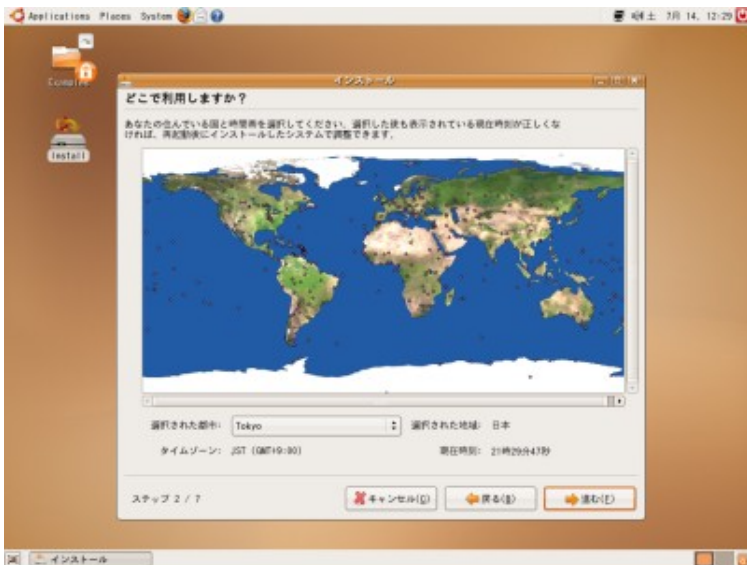 Applications Places System 土 7月 14, 12:29
Install
インストール
どこで利用しますか?
あなたの住んでいる国と時間帯を選択してください。選択した後も表示されている現在時刻が正しくな
ければ、再起動後にインストールしたシステムで調整できます。
選択された都市: Tokyo 選択された地域: 日本
タイムゾーン: JST (GMT+9:00) 現在時刻: 21時29分47秒
ステップ 2 / 7 キャンセル(C) 戻る(B) 進む(F)
インストール